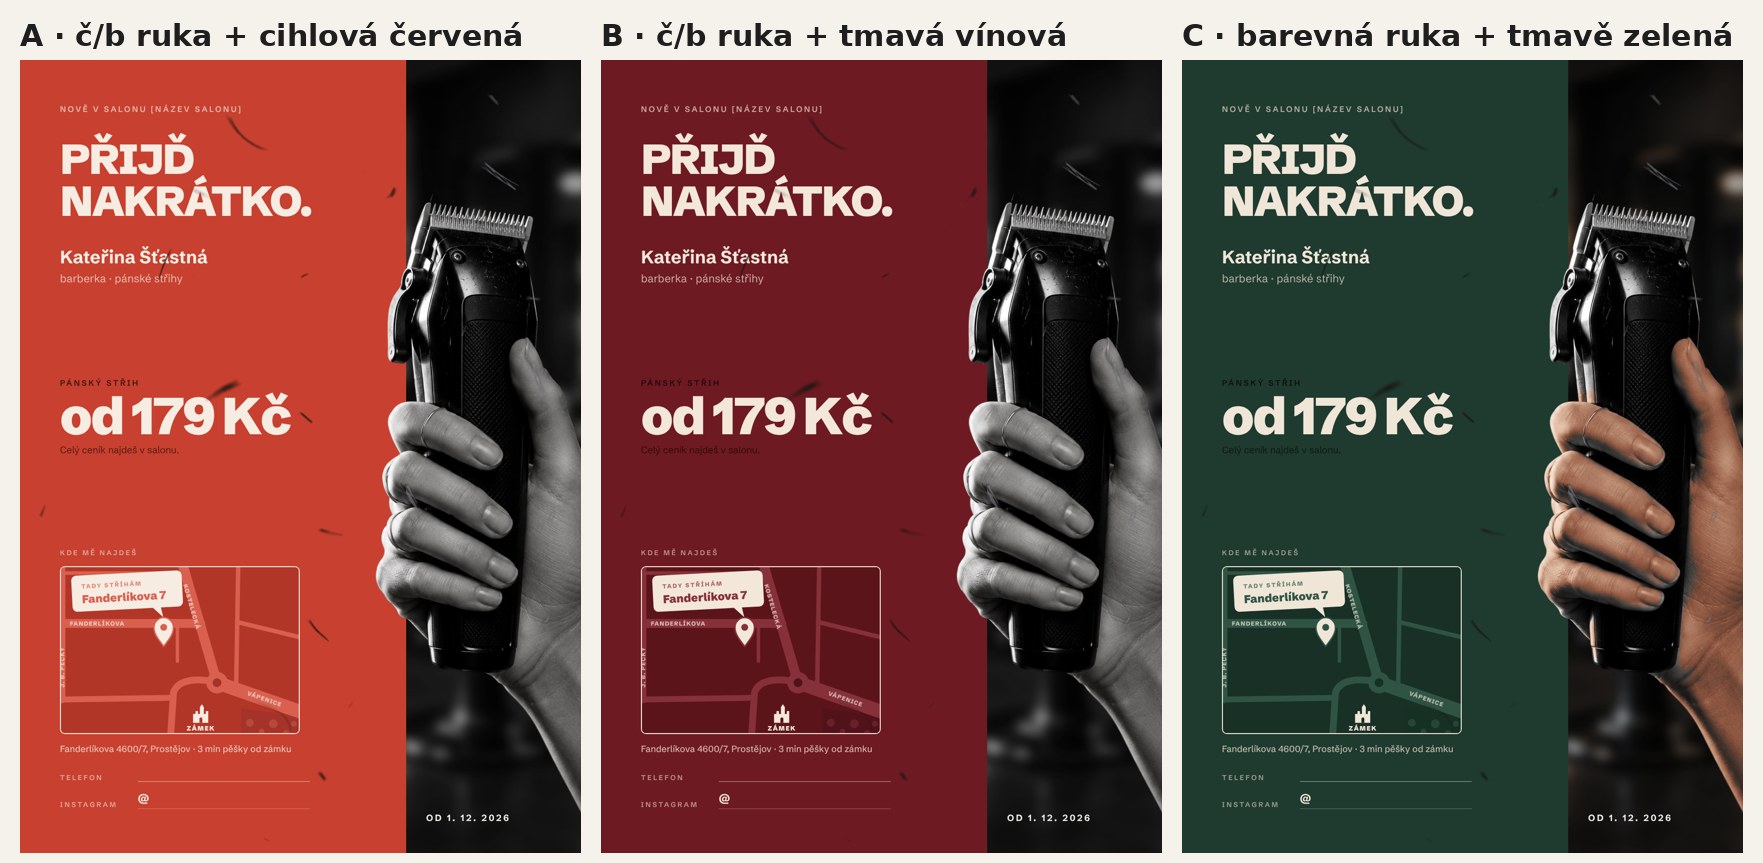 A · č/b ruka + cihlová červená
NOVĚ V SALONU [NÁZEV SALONU]
PŘIJĎ
NAKRÁTKO.
Kateřina Šťastná
barberka · pánské střihy
PÁNSKÝ STŘIH
od 179 Kč
Celý ceník najdeš v salonu.
KDE MĚ NAJDEŠ
TADY STŘÍHÁM
Fanderlíkova 7
KOSTELECKÁ
FANDERLÍKOVA
J. B. PECKY
VÁPENICE
ZÁMEK
Fanderlíkova 4600/7, Prostějov · 3 min pěšky od zámku
TELEFON
INSTAGRAM @
OD 1. 12. 2026
B · č/b ruka + tmavá vínová
NOVĚ V SALONU [NÁZEV SALONU]
PŘIJĎ
NAKRÁTKO.
Kateřina Šťastná
barberka · pánské střihy
PÁNSKÝ STŘIH
od 179 Kč
Celý ceník najdeš v salonu.
KDE MĚ NAJDEŠ
TADY STŘÍHÁM
Fanderlíkova 7
KOSTELECKÁ
FANDERLÍKOVA
J. B. PECKY
VÁPENICE
ZÁMEK
Fanderlíkova 4600/7, Prostějov · 3 min pěšky od zámku
TELEFON
INSTAGRAM @
OD 1. 12. 2026
C · barevná ruka + tmavě zelená
NOVĚ V SALONU [NÁZEV SALONU]
PŘIJĎ
NAKRÁTKO.
Kateřina Šťastná
barberka · pánské střihy
PÁNSKÝ STŘIH
od 179 Kč
Celý ceník najdeš v salonu.
KDE MĚ NAJDEŠ
TADY STŘÍHÁM
Fanderlíkova 7
KOSTELECKÁ
FANDERLÍKOVA
J. B. PECKY
VÁPENICE
ZÁMEK
Fanderlíkova 4600/7, Prostějov · 3 min pěšky od zámku
TELEFON
INSTAGRAM @
OD 1. 12. 2026